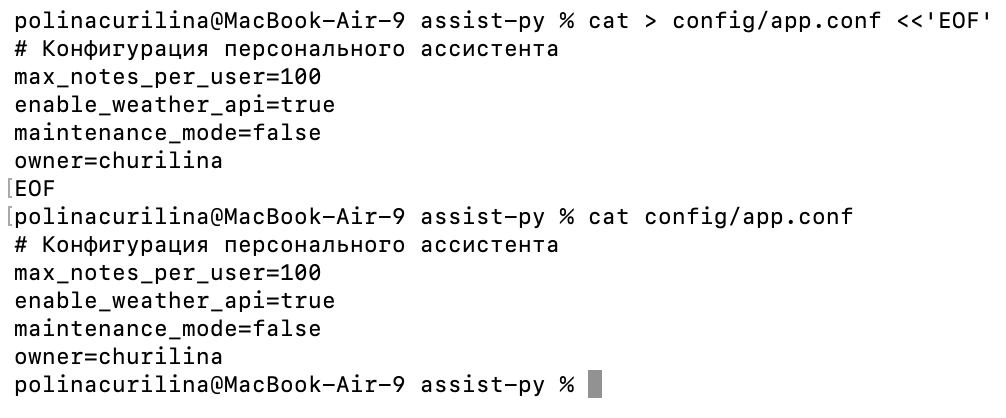 polinacurilina@MacBook-Air-9 assist-py % cat > config/app.conf <<'EOF'
# Конфигурация персонального ассистента
max_notes_per_user=100
enable_weather_api=true
maintenance_mode=false
owner=churilina
[EOF
[polinacurilina@MacBook-Air-9 assist-py % cat config/app.conf
# Конфигурация персонального ассистента
max_notes_per_user=100
enable_weather_api=true
maintenance_mode=false
owner=churilina
polinacurilina@MacBook-Air-9 assist-py %